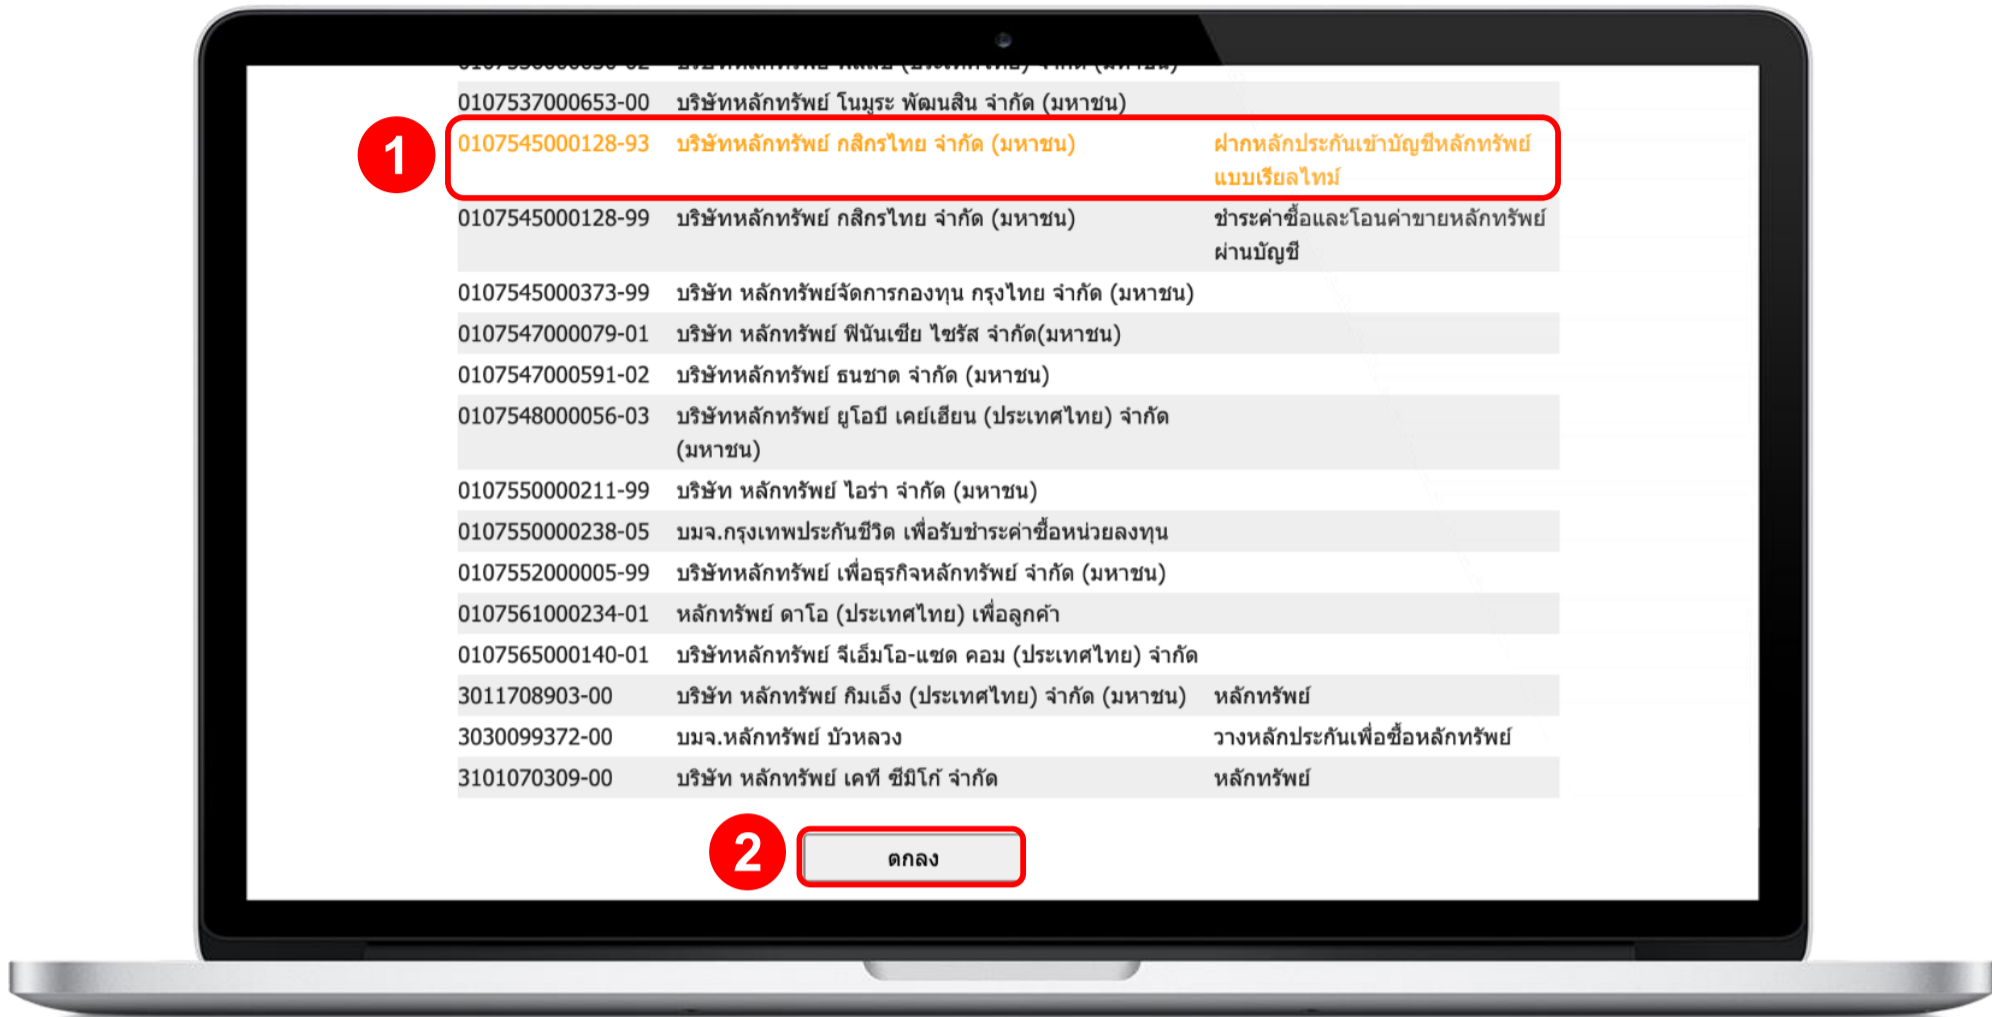 0107537000653-00 บริษัทหลักทรัพย์ โนมูระ พัฒนสิน จำกัด (มหาชน)
1
0107545000128-93 บริษัทหลักทรัพย์ กสิกรไทย จำกัด (มหาชน) ฝากหลักประกันเข้าบัญชีหลักทรัพย์
แบบเรียลไทม์
0107545000128-99 บริษัทหลักทรัพย์ กสิกรไทย จำกัด (มหาชน) ชำระค่าซื้อและโอนค่าขายหลักทรัพย์
ผ่านบัญชี
0107545000373-99 บริษัท หลักทรัพย์จัดการกองทุน กรุงไทย จำกัด (มหาชน)
0107547000079-01 บริษัท หลักทรัพย์ ฟินันเซีย ไซรัส จำกัด(มหาชน)
0107547000591-02 บริษัทหลักทรัพย์ ธนชาต จำกัด (มหาชน)
0107548000056-03 บริษัทหลักทรัพย์ ยูโอบี เคย์เฮียน (ประเทศไทย) จำกัด
(มหาชน)
0107550000211-99 บริษัท หลักทรัพย์ ไอร่า จำกัด (มหาชน)
0107550000238-05 บมจ.กรุงเทพประกันชีวิต เพื่อรับชำระค่าซื้อหน่วยลงทุน
0107552000005-99 บริษัทหลักทรัพย์ เพื่อธุรกิจหลักทรัพย์ จำกัด (มหาชน)
0107561000234-01 หลักทรัพย์ ดาโอ (ประเทศไทย) เพื่อลูกค้า
0107565000140-01 บริษัทหลักทรัพย์ จีเอ็มโอ-แซด คอม (ประเทศไทย) จำกัด
3011708903-00 บริษัท หลักทรัพย์ กิมเอ็ง (ประเทศไทย) จำกัด (มหาชน) หลักทรัพย์
3030099372-00 บมจ.หลักทรัพย์ บัวหลวง วางหลักประกันเพื่อซื้อหลักทรัพย์
3101070309-00 บริษัท หลักทรัพย์ เคที ซีมิโก้ จำกัด หลักทรัพย์
2
ตกลง